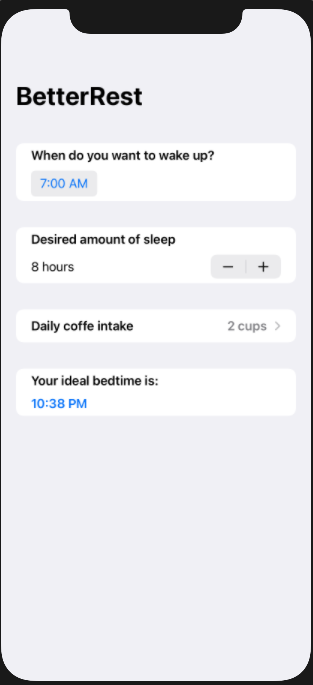 BetterRest
When do you want to wake up?
7:00 AM
Desired amount of sleep
8 hours
Daily coffe intake 2 cups
Your ideal bedtime is:
10:38 PM